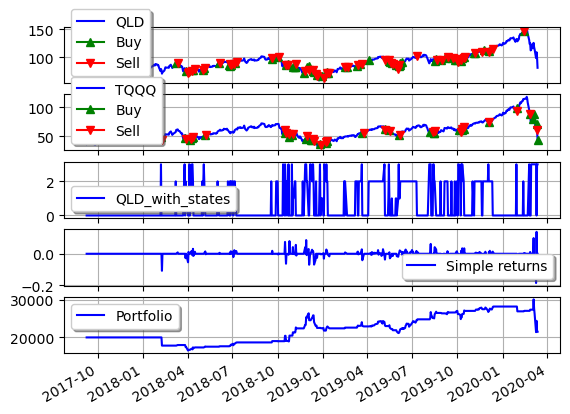 150
100
QLD
Buy
Sell
100
50
TQQQ
Buy
Sell
2
0
QLD_with_states
0.0
−0.2
Simple returns
30000
20000
Portfolio
2017-10
2018-01
2018-04
2018-07
2018-10
2019-01
2019-04
2019-07
2019-10
2020-01
2020-04